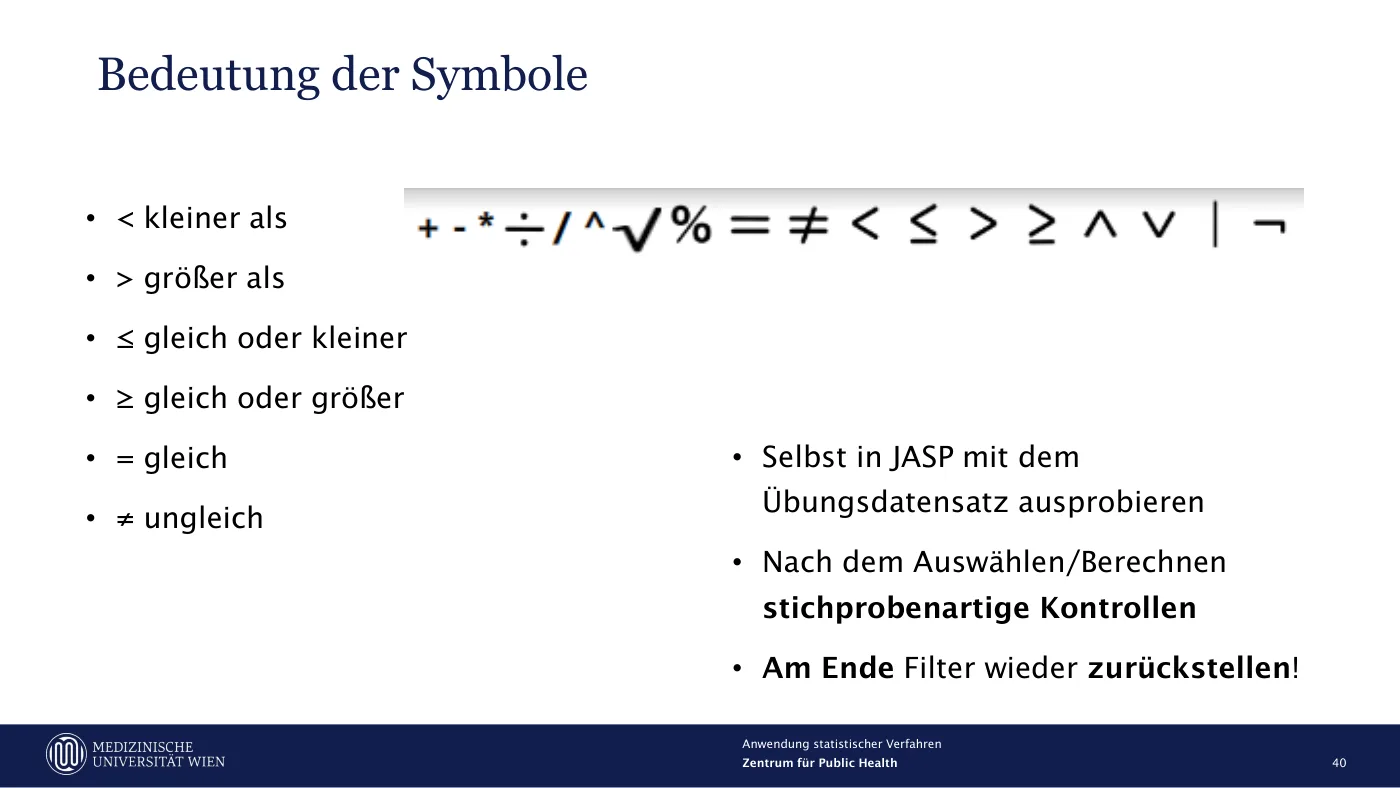 Bedeutung der Symbole
+ - * ÷ / ^ √ % = ≠ < ≤ > ≥ ∧ ∨ | ¬
• < kleiner als
• > größer als
• ≤ gleich oder kleiner
• ≥ gleich oder größer
• = gleich
• ≠ ungleich
• Selbst in JASP mit dem
Übungsdatensatz ausprobieren
• Nach dem Auswählen/Berechnen
stichprobenartige Kontrollen
• Am Ende Filter wieder zurückstellen!
MEDIZINISCHE
UNIVERSITÄT WIEN
Anwendung statistischer Verfahren
Zentrum für Public Health
40